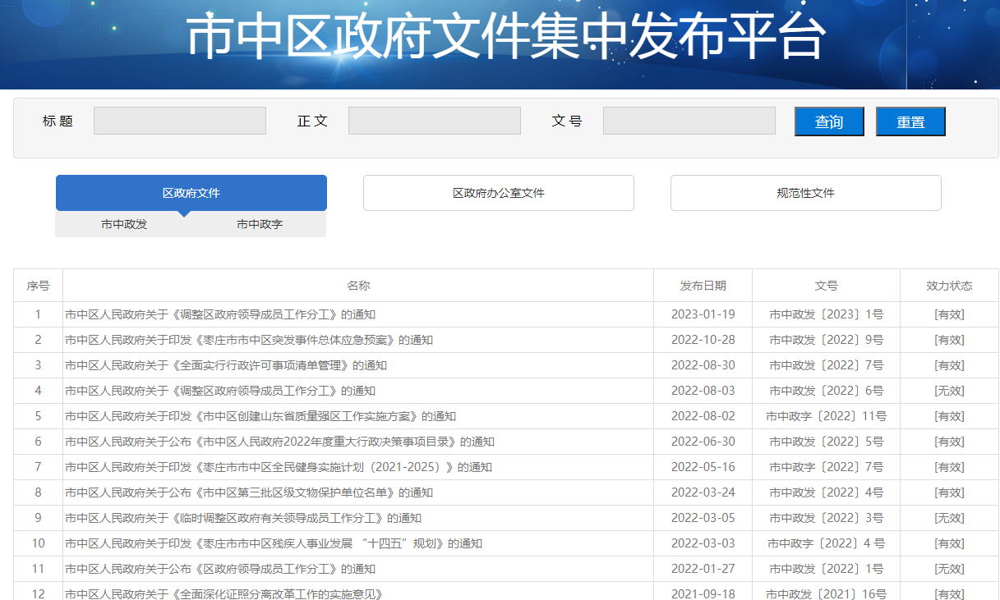 市中区政府文件集中发布平台
标 题 正 文 文 号 查询 重置
区政府文件 区政府办公室文件 规范性文件
市中政发 市中政字
序号 名称 发布日期 文号 效力状态
1 市中区人民政府关于《调整区政府领导成员工作分工》的通知 2023-01-19 市中政发〔2023〕1号 [有效]
2 市中区人民政府关于印发《枣庄市市中区突发事件总体应急预案》的通知 2022-10-28 市中政发〔2022〕9号 [有效]
3 市中区人民政府关于《全面实行行政许可事项清单管理》的通知 2022-08-30 市中政发〔2022〕7号 [有效]
4 市中区人民政府关于《调整区政府领导成员工作分工》的通知 2022-08-03 市中政发〔2022〕6号 [无效]
5 市中区人民政府关于印发《市中区创建山东省质量强区工作实施方案》的通知 2022-08-02 市中政字〔2022〕11号 [有效]
6 市中区人民政府关于公布《市中区人民政府2022年度重大行政决策事项目录》的通知 2022-06-30 市中政发〔2022〕5号 [有效]
7 市中区人民政府关于印发《枣庄市市中区全民健身实施计划（2021-2025）》的通知 2022-05-16 市中政字〔2022〕7号 [有效]
8 市中区人民政府关于公布《市中区第三批区级文物保护单位名单》的通知 2022-03-24 市中政发〔2022〕4号 [有效]
9 市中区人民政府关于《临时调整区政府有关领导成员工作分工》的通知 2022-03-05 市中政发〔2022〕3号 [无效]
10 市中区人民政府关于印发《枣庄市市中区残疾人事业发展 “十四五”规划》的通知 2022-03-03 市中政字〔2022〕4 号 [有效]
11 市中区人民政府关于公布《区政府领导成员工作分工》的通知 2022-01-27 市中政发〔2022〕1号 [无效]
12 市中区人民政府关于《全面深化证照分离改革工作的实施意见》 2021-09-18 市中政发〔2021〕16号 [有效]